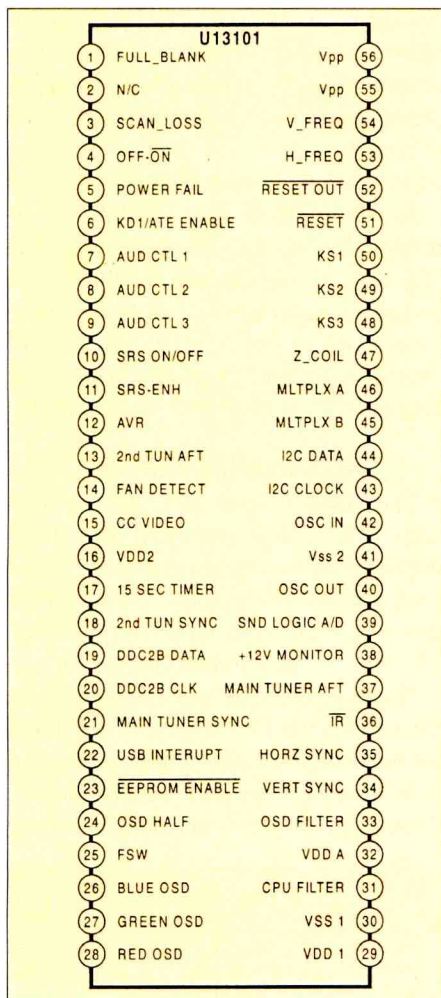 U13101
1 FULL_BLANK Vpp 56
2 N/C Vpp 55
3 SCAN_LOSS V_FREQ 54
4 OFF-ON H_FREQ 53
5 POWER FAIL RESET OUT 52
6 KD1/ATE ENABLE RESET 51
7 AUD CTL 1 KS1 50
8 AUD CTL 2 KS2 49
9 AUD CTL 3 KS3 48
10 SRS ON/OFF Z_COIL 47
11 SRS-ENH MLTPLX A 46
12 AVR MLTPLX B 45
13 2nd TUN AFT I2C DATA 44
14 FAN DETECT I2C CLOCK 43
15 CC VIDEO OSC IN 42
16 VDD2 Vss 2 41
17 15 SEC TIMER OSC OUT 40
18 2nd TUN SYNC SND LOGIC A/D 39
19 DDC2B DATA +12V MONITOR 38
20 DDC2B CLK MAIN TUNER AFT 37
21 MAIN TUNER SYNC IR 36
22 USB INTERUPT HORZ SYNC 35
23 EEPROM ENABLE VERT SYNC 34
24 OSD HALF OSD FILTER 33
25 FSW VDD A 32
26 BLUE OSD CPU FILTER 31
27 GREEN OSD VSS 1 30
28 RED OSD VDD 1 29